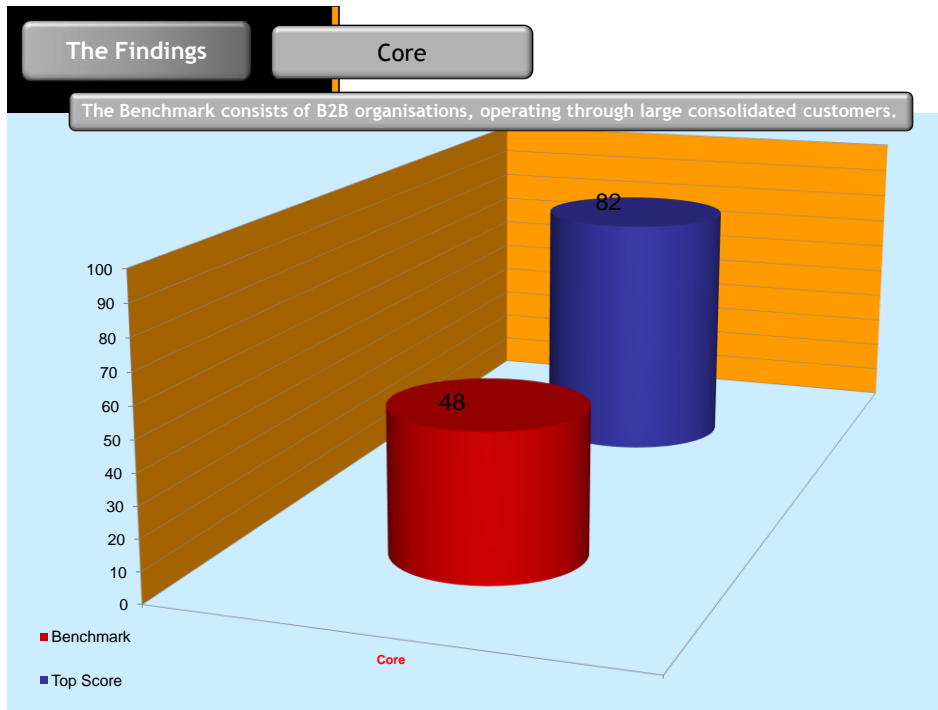 The Findings
Core
The Benchmark consists of B2B organisations, operating through large consolidated customers.
82
48
100
90
80
70
60
50
40
30
20
10
0
Core
Benchmark
Top Score